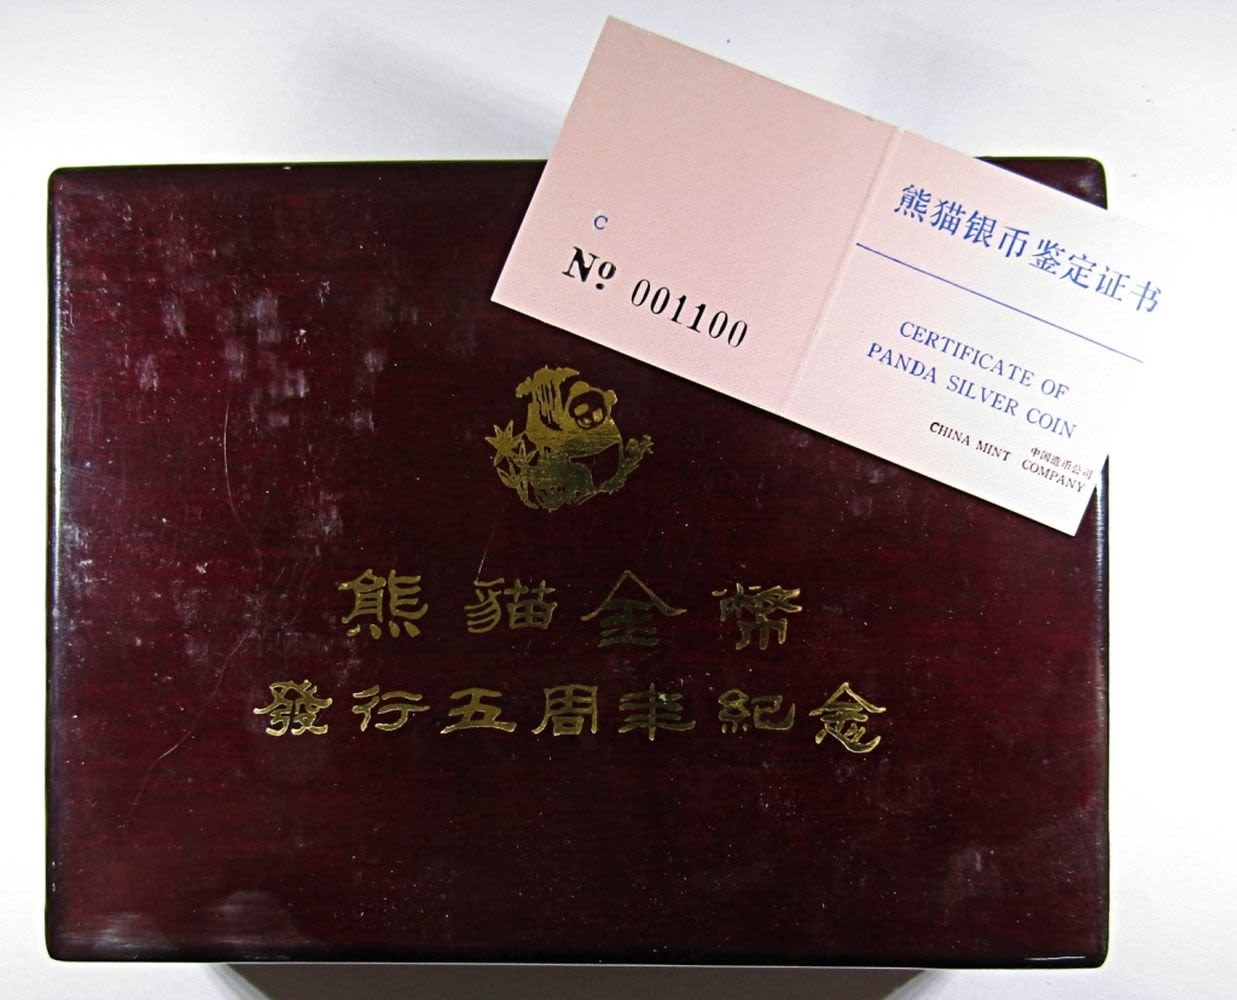 C
No. 001100
熊猫银币鉴定证书
CERTIFICATE OF
PANDA SILVER COIN
中国造币公司
CHINA MINT COMPANY
熊貓金幣
發行五周年紀念